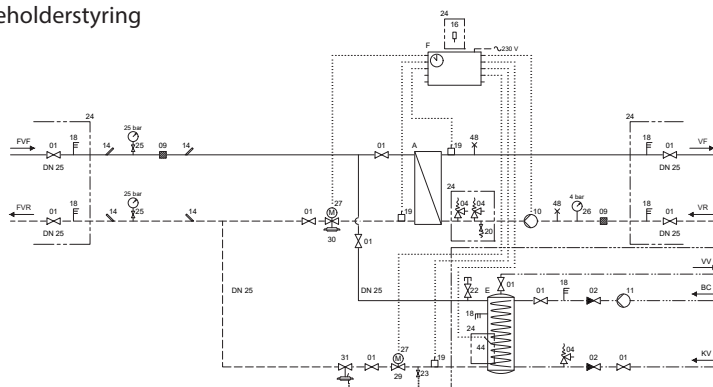 eholderstyring
24
16
F
230 V
24
24
FVF
01
18
14
25 bar
25
09
14
01
A
19
48
18
01
VF
DN 25
DN 25
FVR
01
18
14
25 bar
25
14
01
27
M
30
19
24
04
04
20
10
48
4 bar
26
09
18
01
VR
DN 25
DN 25
01
DN 25
DN 25
22
E
01
VV
01
18
02
11
BC
18
24
44
31
01
27
M
29
19
23
04
02
01
KV